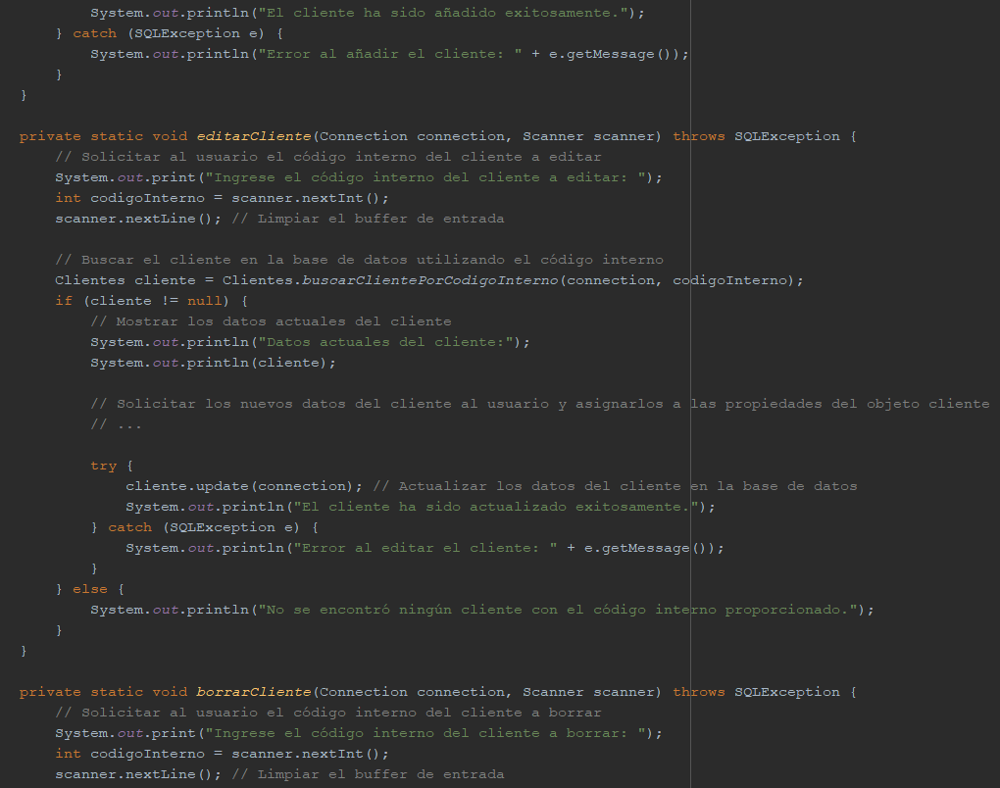 System.out.println("El cliente ha sido añadido exitosamente.");
} catch (SQLException e) {
System.out.println("Error al añadir el cliente: " + e.getMessage());
}
}
private static void editarCliente(Connection connection, Scanner scanner) throws SQLException {
// Solicitar al usuario el código interno del cliente a editar
System.out.print("Ingrese el código interno del cliente a editar: ");
int codigoInterno = scanner.nextInt();
scanner.nextLine(); // Limpiar el buffer de entrada
// Buscar el cliente en la base de datos utilizando el código interno
Clientes cliente = Clientes.buscarClientePorCodigoInterno(connection, codigoInterno);
if (cliente != null) {
// Mostrar los datos actuales del cliente
System.out.println("Datos actuales del cliente:");
System.out.println(cliente);
// Solicitar los nuevos datos del cliente al usuario y asignarlos a las propiedades del objeto cliente
// ...
try {
cliente.update(connection); // Actualizar los datos del cliente en la base de datos
System.out.println("El cliente ha sido actualizado exitosamente.");
} catch (SQLException e) {
System.out.println("Error al editar el cliente: " + e.getMessage());
}
} else {
System.out.println("No se encontró ningún cliente con el código interno proporcionado.");
}
}
private static void borrarCliente(Connection connection, Scanner scanner) throws SQLException {
// Solicitar al usuario el código interno del cliente a borrar
System.out.print("Ingrese el código interno del cliente a borrar: ");
int codigoInterno = scanner.nextInt();
scanner.nextLine(); // Limpiar el buffer de entrada